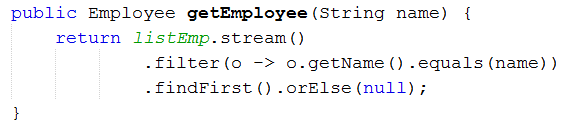 public Employee getEmployee(String name) {
    return listEmp.stream()
            .filter(o -> o.getName().equals(name))
            .findFirst().orElse(null);
}